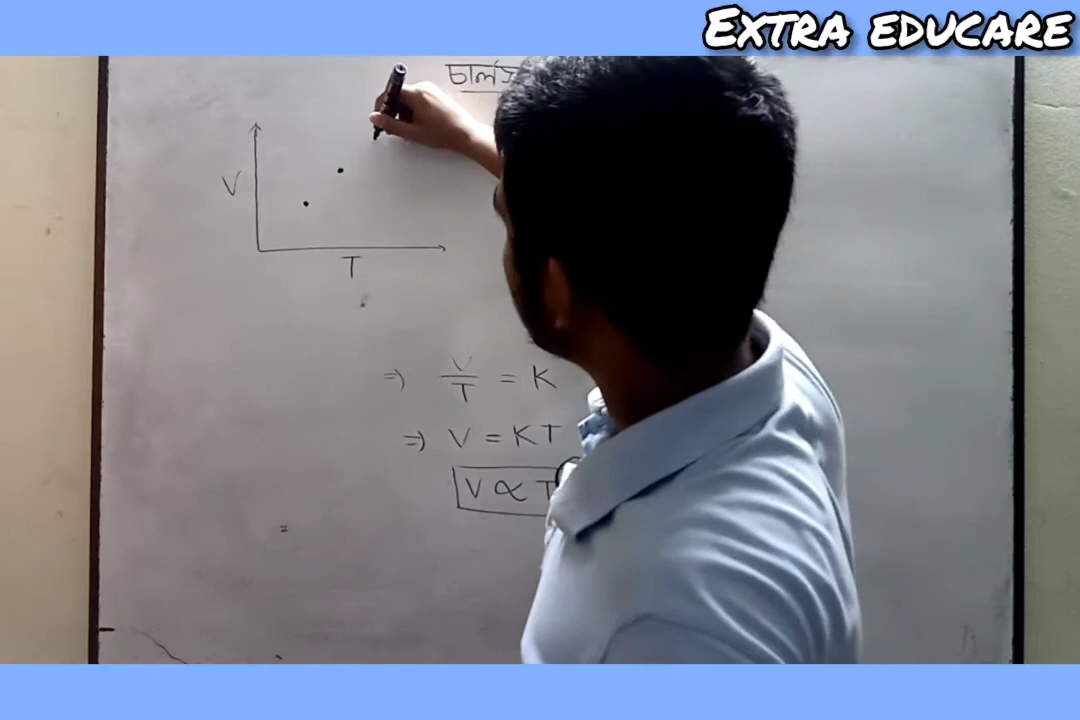 EXTRA EDUCARE
V
T
=) V/T = K
=) V = KT
V ∝ T
=